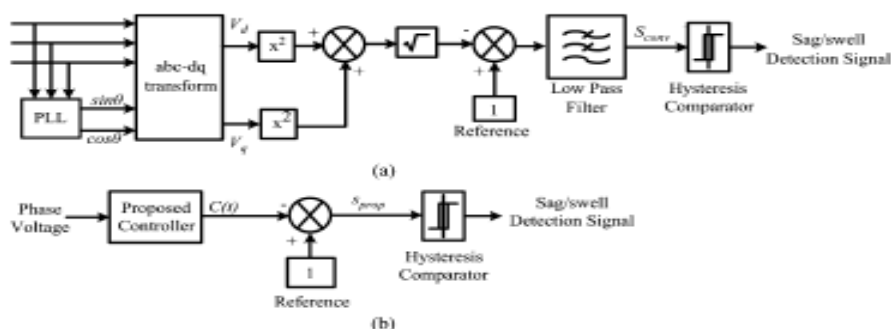 V_d
x²
+
+
√
-
+
S_conv
Sag/swell
Detection Signal
abc-dq
transform
PLL
sinθ
cosθ
V_q
x²
1
Reference
Low Pass
Filter
Hysteresis
Comparator
(a)
Phase
Voltage
Proposed
Controller
C(t)
-
+
s_prop
Sag/swell
Detection Signal
1
Reference
Hysteresis
Comparator
(b)